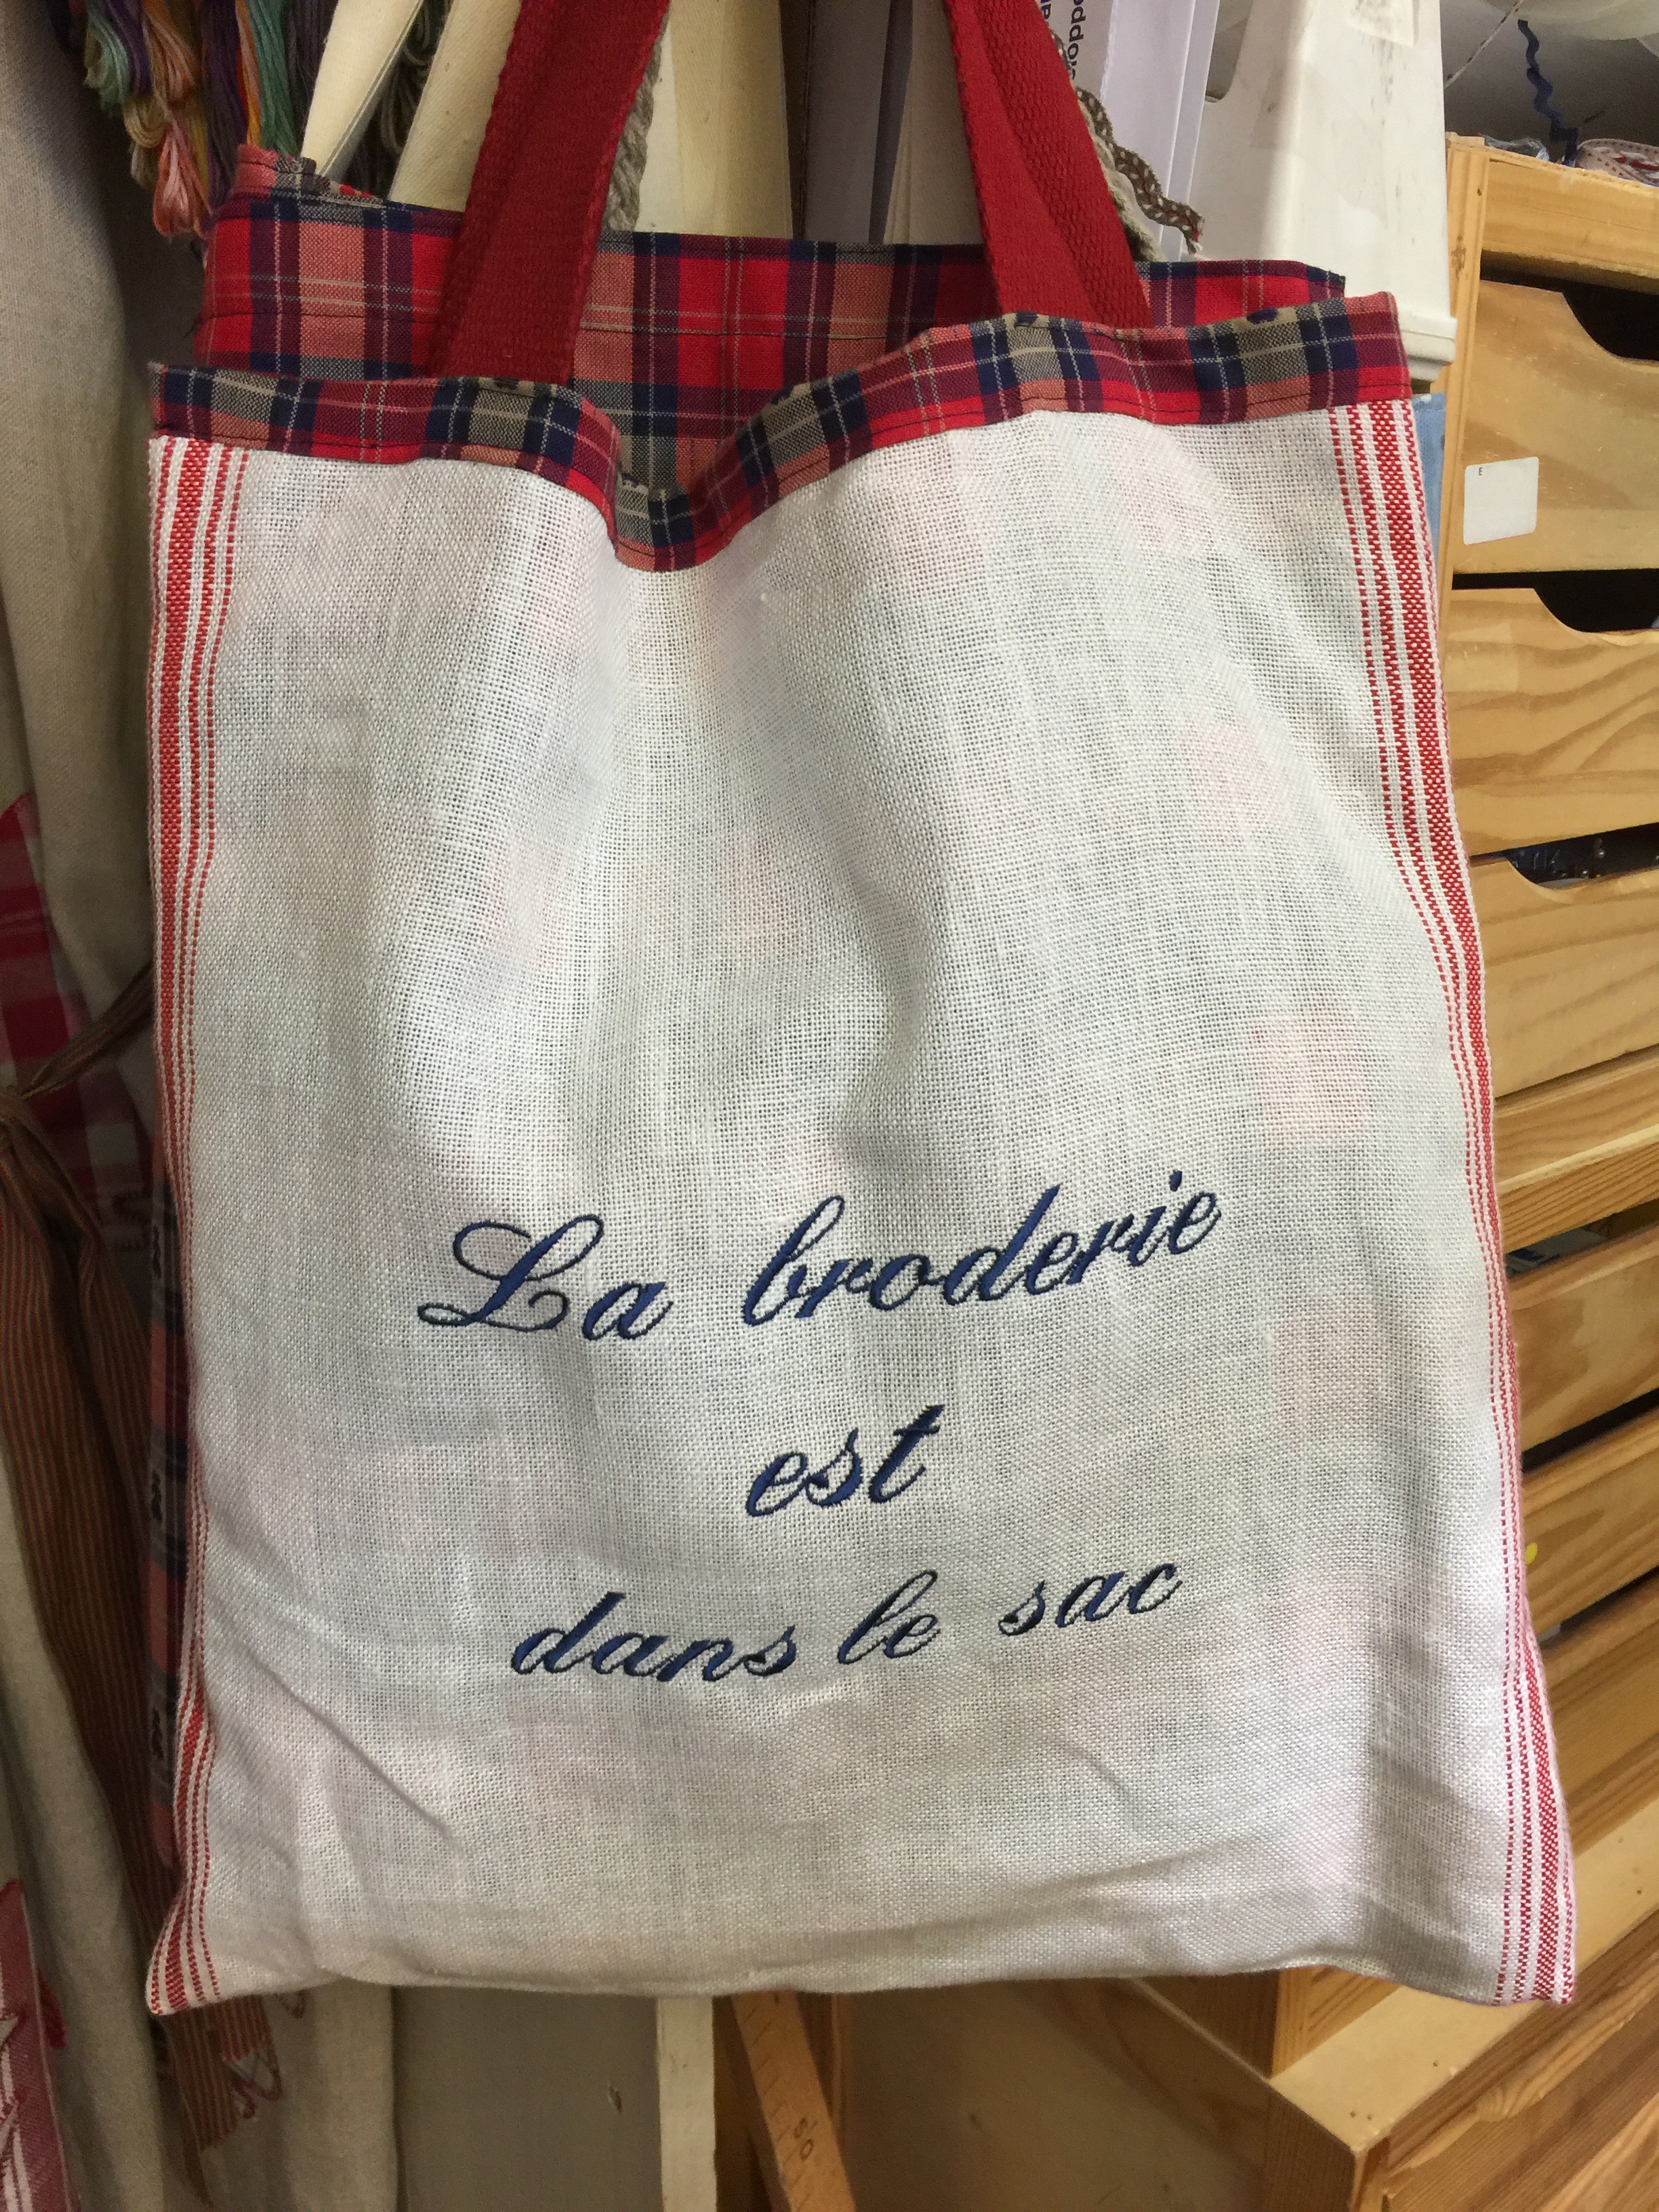 La broderie
est
dans le sac
E